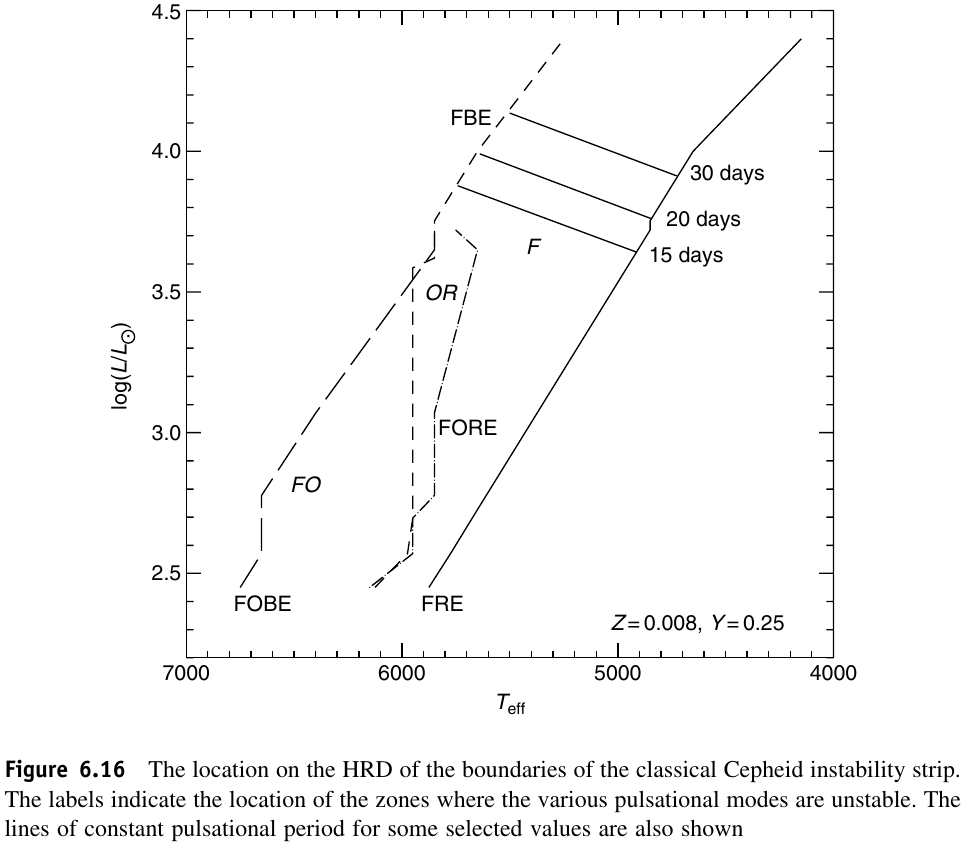 4.5
FBE
4.0
30 days
20 days
F
15 days
OR
3.5
log(L/L☉)
3.0
FORE
FO
2.5
FOBE
FRE
Z=0.008, Y=0.25
7000
6000
5000
4000
Teff
Figure 6.16 The location on the HRD of the boundaries of the classical Cepheid instability strip.
The labels indicate the location of the zones where the various pulsational modes are unstable. The
lines of constant pulsational period for some selected values are also shown